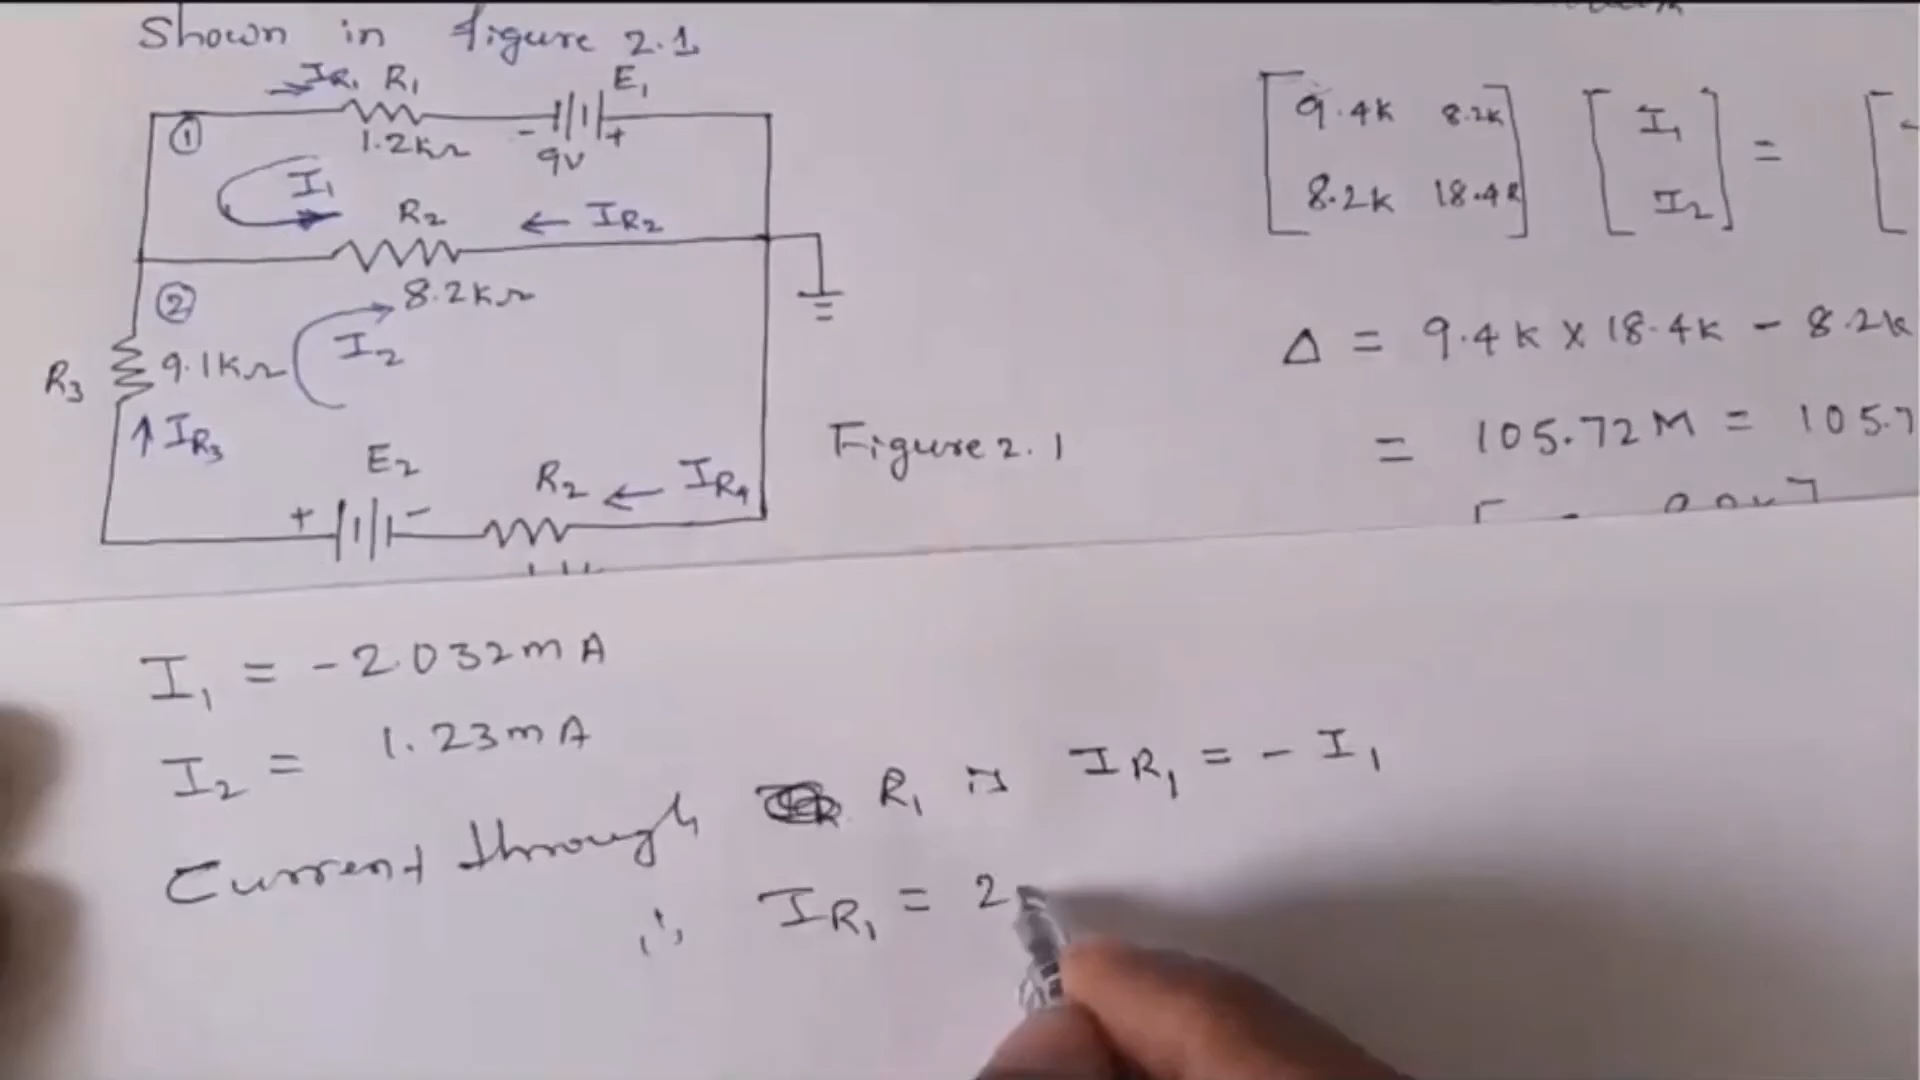 Shown in figure 2.1
IR1 R1 E1
①
1.2KΩ
- +
9V
I1
R2 ← IR2
8.2KΩ
②
I2
R3 9.1KΩ
↑ IR3
E2 R2 ← IR4
+ -
Figure 2.1
9.4K 8.2K
8.2K 18.4K
I1
I2
=
Δ = 9.4K X 18.4K - 8.2K
= 105.72M = 105.7
I1 = -2.032mA
I2 = 1.23mA
Current through R1 is IR1 = - I1
∴ IR1 = 2